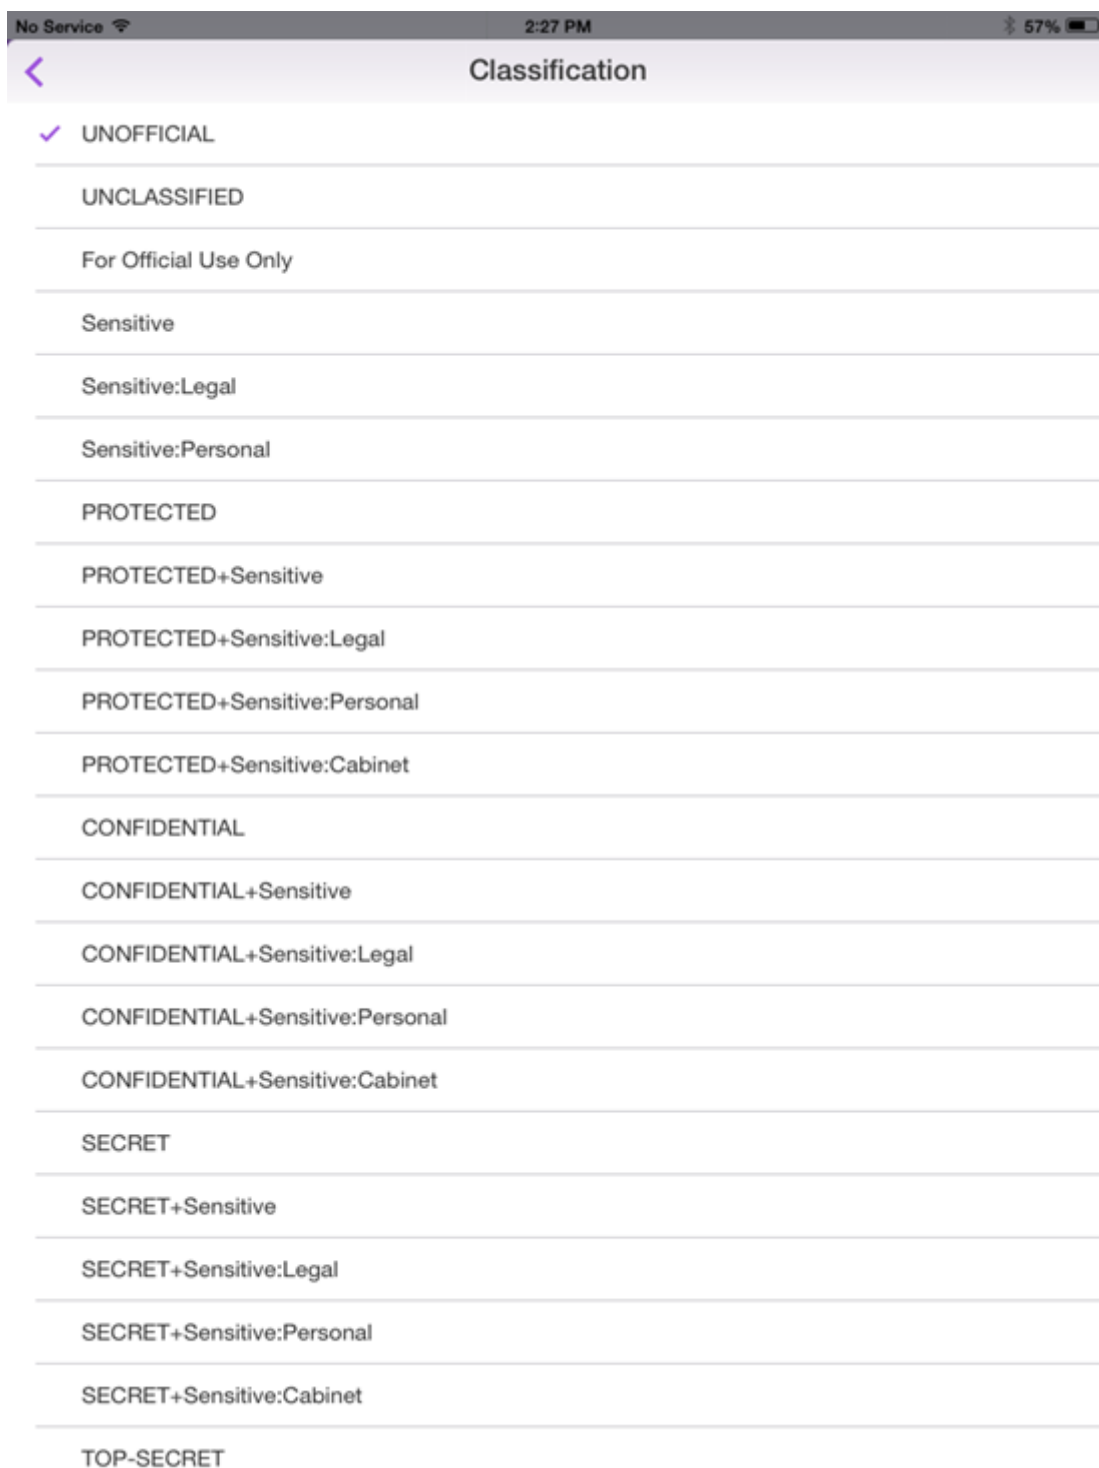 No Service 2:27 PM 57%
Classification
UNOFFICIAL
UNCLASSIFIED
For Official Use Only
Sensitive
Sensitive:Legal
Sensitive:Personal
PROTECTED
PROTECTED+Sensitive
PROTECTED+Sensitive:Legal
PROTECTED+Sensitive:Personal
PROTECTED+Sensitive:Cabinet
CONFIDENTIAL
CONFIDENTIAL+Sensitive
CONFIDENTIAL+Sensitive:Legal
CONFIDENTIAL+Sensitive:Personal
CONFIDENTIAL+Sensitive:Cabinet
SECRET
SECRET+Sensitive
SECRET+Sensitive:Legal
SECRET+Sensitive:Personal
SECRET+Sensitive:Cabinet
TOP-SECRET